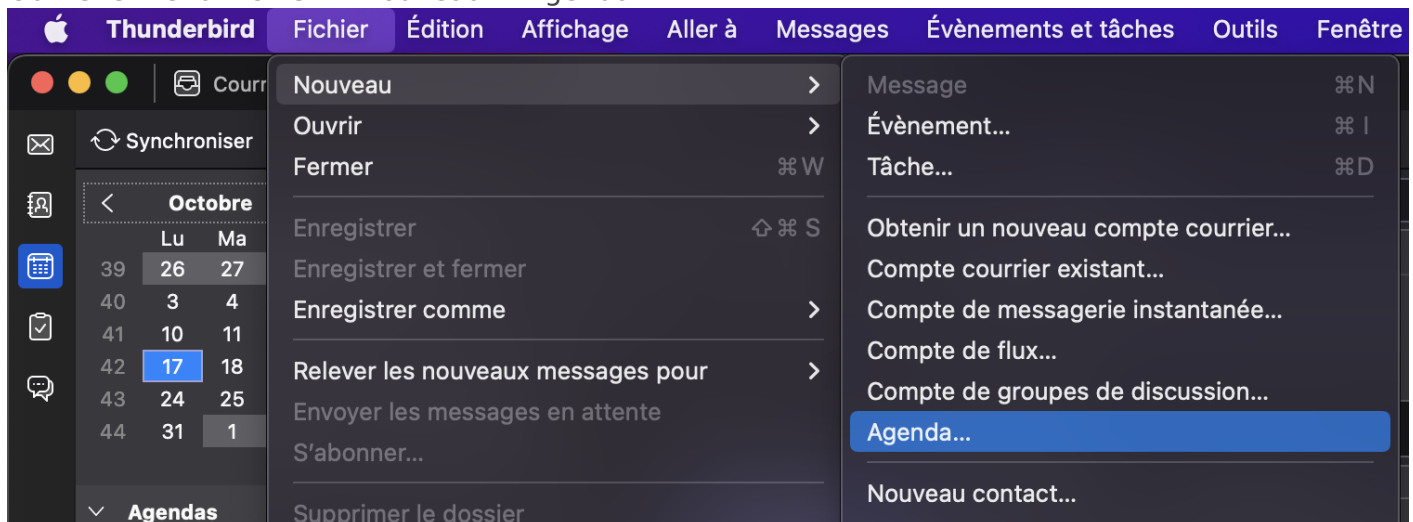 Thunderbird Fichier Édition Affichage Aller à Messages Évènements et tâches Outils Fenêtre
Courr
Synchroniser
Octobre
Lu Ma
39 26 27
40 3 4
41 10 11
42 17 18
43 24 25
44 31 1
Agendas
Nouveau
Ouvrir
Fermer ⌘W
Enregistrer ⇧⌘S
Enregistrer et fermer
Enregistrer comme
Relever les nouveaux messages pour
Envoyer les messages en attente
S'abonner...
Supprimer le dossier
Message ⌘N
Évènement... ⌘I
Tâche... ⌘D
Obtenir un nouveau compte courrier...
Compte courrier existant...
Compte de messagerie instantanée...
Compte de flux...
Compte de groupes de discussion...
Agenda...
Nouveau contact...